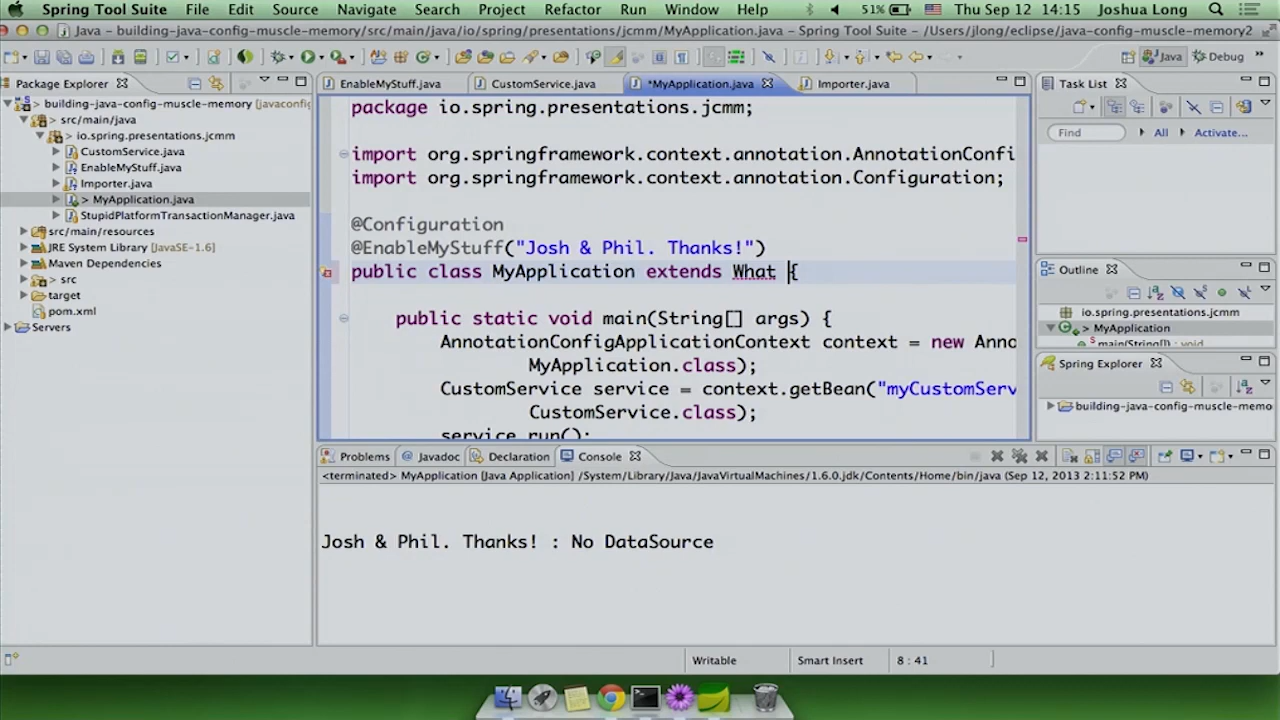 Spring Tool Suite File Edit Source Navigate Search Project Refactor Run Window Help 51% Thu Sep 12 14:15 Joshua Long
Java - building-java-config-muscle-memory/src/main/java/io/spring/presentations/jcmm/MyApplication.java - Spring Tool Suite - /Users/jlong/eclipse/javaconfig-muscle-memory2
Java Debug
Package Explorer
building-java-config-muscle-memory [javaconfig
> src/main/java
> io.spring.presentations.jcmm
CustomService.java
EnableMyStuff.java
Importer.java
> MyApplication.java
StupidPlatformTransactionManager.java
src/main/resources
JRE System Library [JavaSE-1.6]
Maven Dependencies
> src
target
pom.xml
Servers
EnableMyStuff.java CustomService.java *MyApplication.java Importer.java
package io.spring.presentations.jcmm;
import org.springframework.context.annotation.AnnotationConfi
import org.springframework.context.annotation.Configuration;
@Configuration
@EnableMyStuff("Josh & Phil. Thanks!")
public class MyApplication extends What {
public static void main(String[] args) {
AnnotationConfigApplicationContext context = new Anno
MyApplication.class);
CustomService service = context.getBean("myCustomServ
CustomService.class);
service.run();
Task List
Find All Activate...
Outline
io.spring.presentations.jcmm
> MyApplication
main(String[]) : void
Spring Explorer
building-java-config-muscle-memo
Problems @ Javadoc Declaration Console
<terminated> MyApplication [Java Application] /System/Library/Java/JavaVirtualMachines/1.6.0.jdk/Contents/Home/bin/java (Sep 12, 2013 2:11:52 PM)
Josh & Phil. Thanks! : No DataSource
Writable Smart Insert 8 : 41